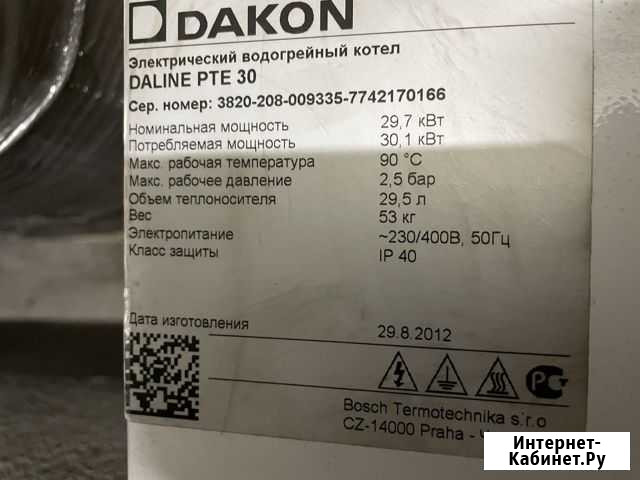 DAKON
Электрический водогрейный котел
DALINE PTE 30
Сер. номер: 3820-208-009335-7742170166
Номинальная мощность 29,7 кВт
Потребляемая мощность 30,1 кВт
Макс. рабочая температура 90 °C
Макс. рабочее давление 2,5 бар
Объем теплоносителя 29,5 л
Вес 53 кг
Электропитание ~230/400В, 50Гц
Класс защиты IP 40
Дата изготовления 29.8.2012
Bosch Termotechnika s.r.o
CZ-14000 Praha -
Интернет-
Кабинет.Ру